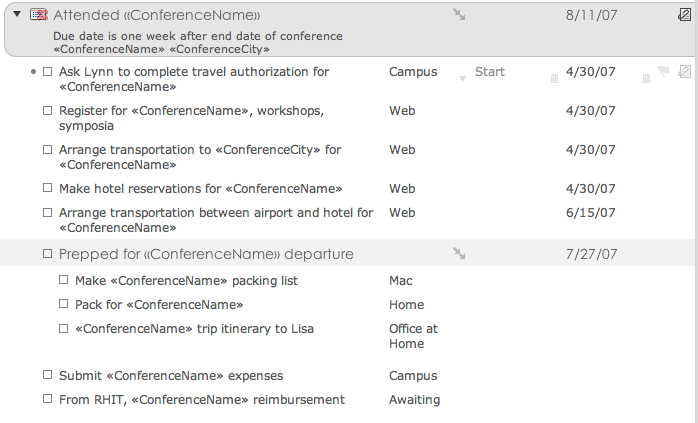 Attended «ConferenceName» 8/11/07
Due date is one week after end date of conference
«ConferenceName» «ConferenceCity»
Ask Lynn to complete travel authorization for Campus Start 4/30/07
«ConferenceName»
Register for «ConferenceName», workshops, Web 4/30/07
symposia
Arrange transportation to «ConferenceCity» for Web 4/30/07
«ConferenceName»
Make hotel reservations for «ConferenceName» Web 4/30/07
Arrange transportation between airport and hotel for Web 6/15/07
«ConferenceName»
Prepped for «ConferenceName» departure 7/27/07
Make «ConferenceName» packing list Mac
Pack for «ConferenceName» Home
«ConferenceName» trip itinerary to Lisa Office at
Home
Submit «ConferenceName» expenses Campus
From RHIT, «ConferenceName» reimbursement Awaiting